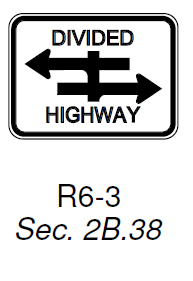 DIVIDED
HIGHWAY
R6-3
Sec. 2B.38